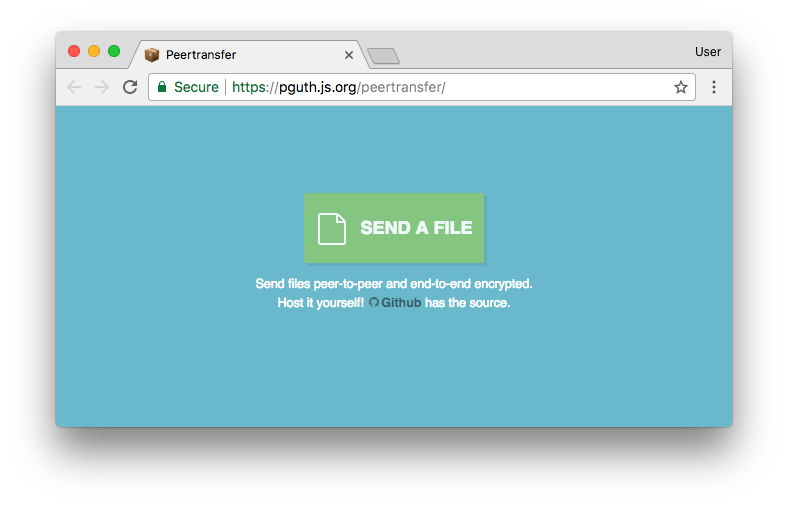 Peertransfer
User
Secure
https://pguth.js.org/peertransfer/
SEND A FILE
Send files peer-to-peer and end-to-end encrypted.
Host it yourself! Github has the source.